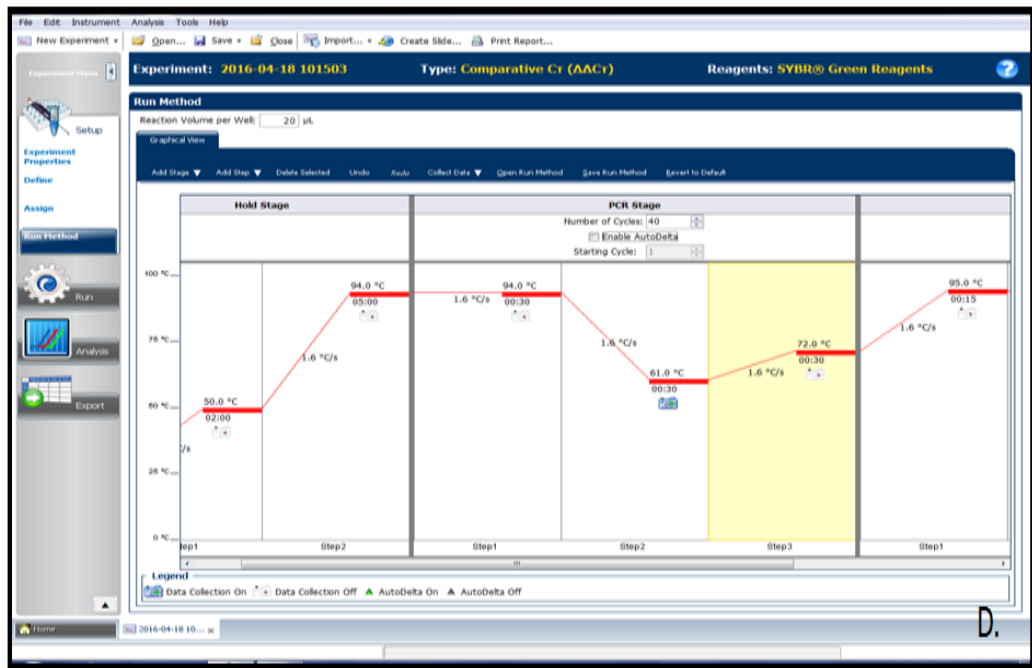 File Edit Instrument Analysis Tools Help
New Experiment Open... Save Close Import... Create Slide... Print Report...
Experiment Menu
Experiment: 2016-04-18 101503 Type: Comparative CT (ΔΔCT) Reagents: SYBR® Green Reagents
Setup
Experiment Properties
Define
Assign
Run Method
Run
Analysis
Export
Run Method
Reaction Volume per Well: 20 µL
Graphical View
Add Stage Add Step Delete Selected Undo Redo Collect Data Open Run Method Save Run Method Revert to Default
Hold Stage PCR Stage
Number of Cycles: 40
Enable AutoDelta
Starting Cycle: 1
100 °C
94.0 °C 94.0 °C 95.0 °C
05:00 1.6 °C/s 00:30 00:15
1.6 °C/s 1.6 °C/s 1.6 °C/s
72.0 °C
61.0 °C 1.6 °C/s 00:30
00:30
50.0 °C
02:00
/s
0 °C
tep1 Step2 Step1 Step2 Step3 Step1
Legend
Data Collection On Data Collection Off AutoDelta On AutoDelta Off
D.
Home 2016-04-18 10...